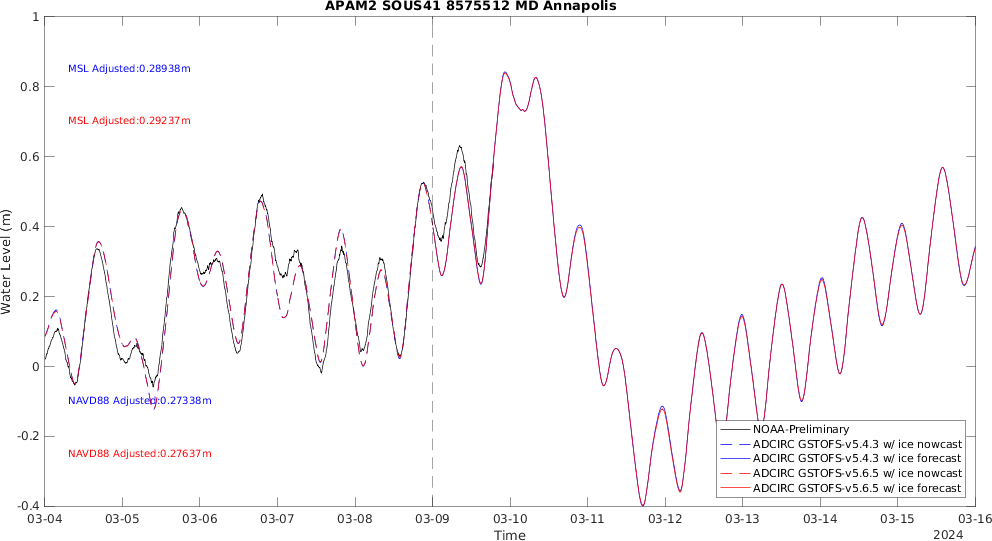 APAM2 SOUS41 8575512 MD Annapolis
1
0.8
0.6
0.4
0.2
0
-0.2
-0.4
Water Level (m)
MSL Adjusted:0.28938m
MSL Adjusted:0.29237m
NAVD88 Adjusted:0.27338m
NAVD88 Adjusted:0.27637m
NOAA-Preliminary
ADCIRC GSTOFS-v5.4.3 w/ ice nowcast
ADCIRC GSTOFS-v5.4.3 w/ ice forecast
ADCIRC GSTOFS-v5.6.5 w/ ice nowcast
ADCIRC GSTOFS-v5.6.5 w/ ice forecast
03-04 03-05 03-06 03-07 03-08 03-09 03-10 03-11 03-12 03-13 03-14 03-15 03-16
Time
2024